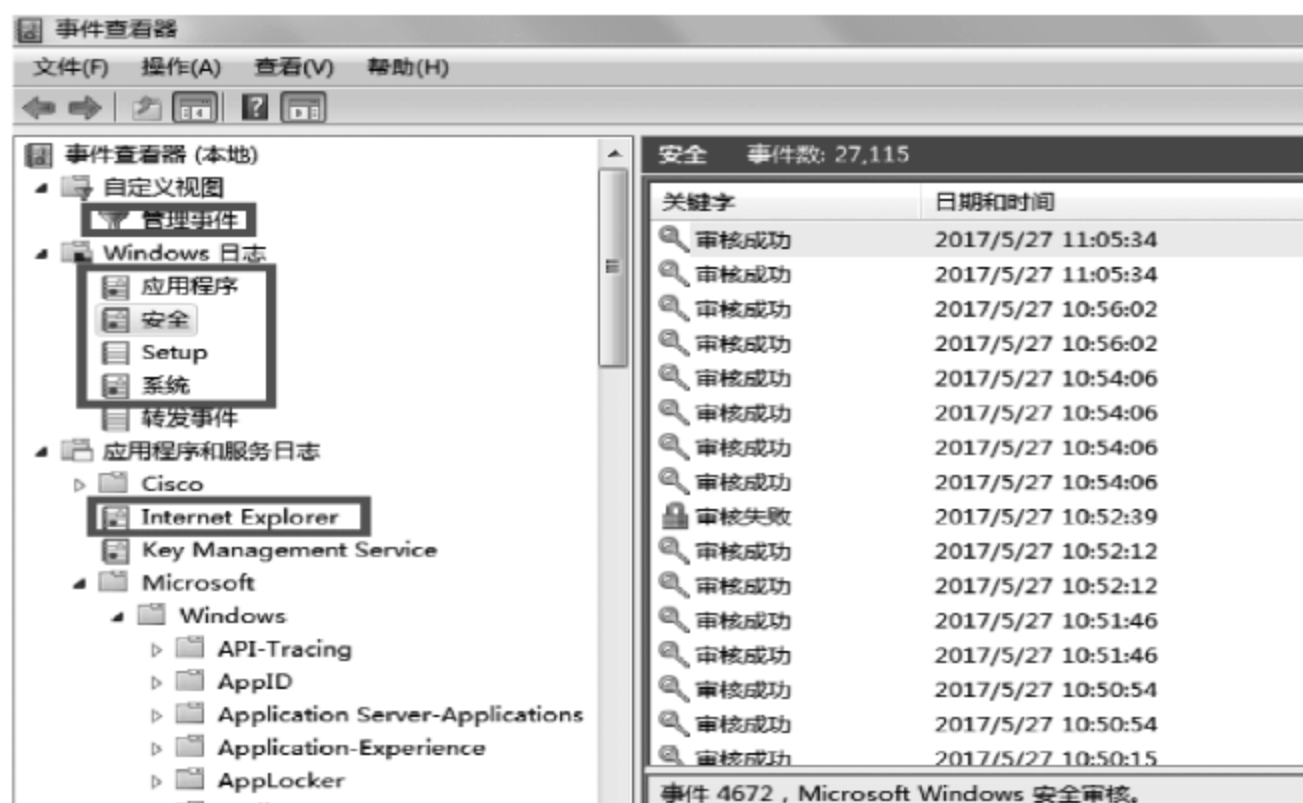 事件查看器
文件(F) 操作(A) 查看(V) 帮助(H)
事件查看器 (本地)
自定义视图
管理事件
Windows 日志
应用程序
安全
Setup
系统
转发事件
应用程序和服务日志
Cisco
Internet Explorer
Key Management Service
Microsoft
Windows
API-Tracing
AppID
Application Server-Applications
Application-Experience
AppLocker
安全 事件数: 27,115
关键字 日期和时间
审核成功 2017/5/27 11:05:34
审核成功 2017/5/27 11:05:34
审核成功 2017/5/27 10:56:02
审核成功 2017/5/27 10:56:02
审核成功 2017/5/27 10:54:06
审核成功 2017/5/27 10:54:06
审核成功 2017/5/27 10:54:06
审核成功 2017/5/27 10:54:06
审核失败 2017/5/27 10:52:39
审核成功 2017/5/27 10:52:12
审核成功 2017/5/27 10:52:12
审核成功 2017/5/27 10:51:46
审核成功 2017/5/27 10:51:46
审核成功 2017/5/27 10:50:54
审核成功 2017/5/27 10:50:54
审核成功 2017/5/27 10:50:15
事件 4672，Microsoft Windows 安全审核。